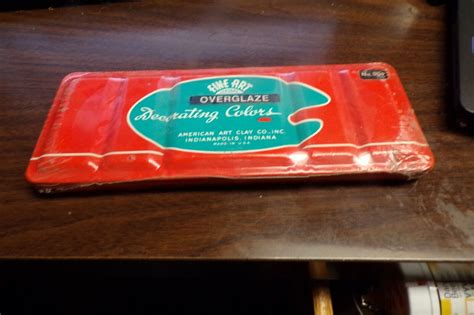 FINE ART
OVERGLAZE
Decorating Colors
AMERICAN ART CLAY CO., INC.
INDIANAPOLIS, INDIANA
MADE IN U.S.A.